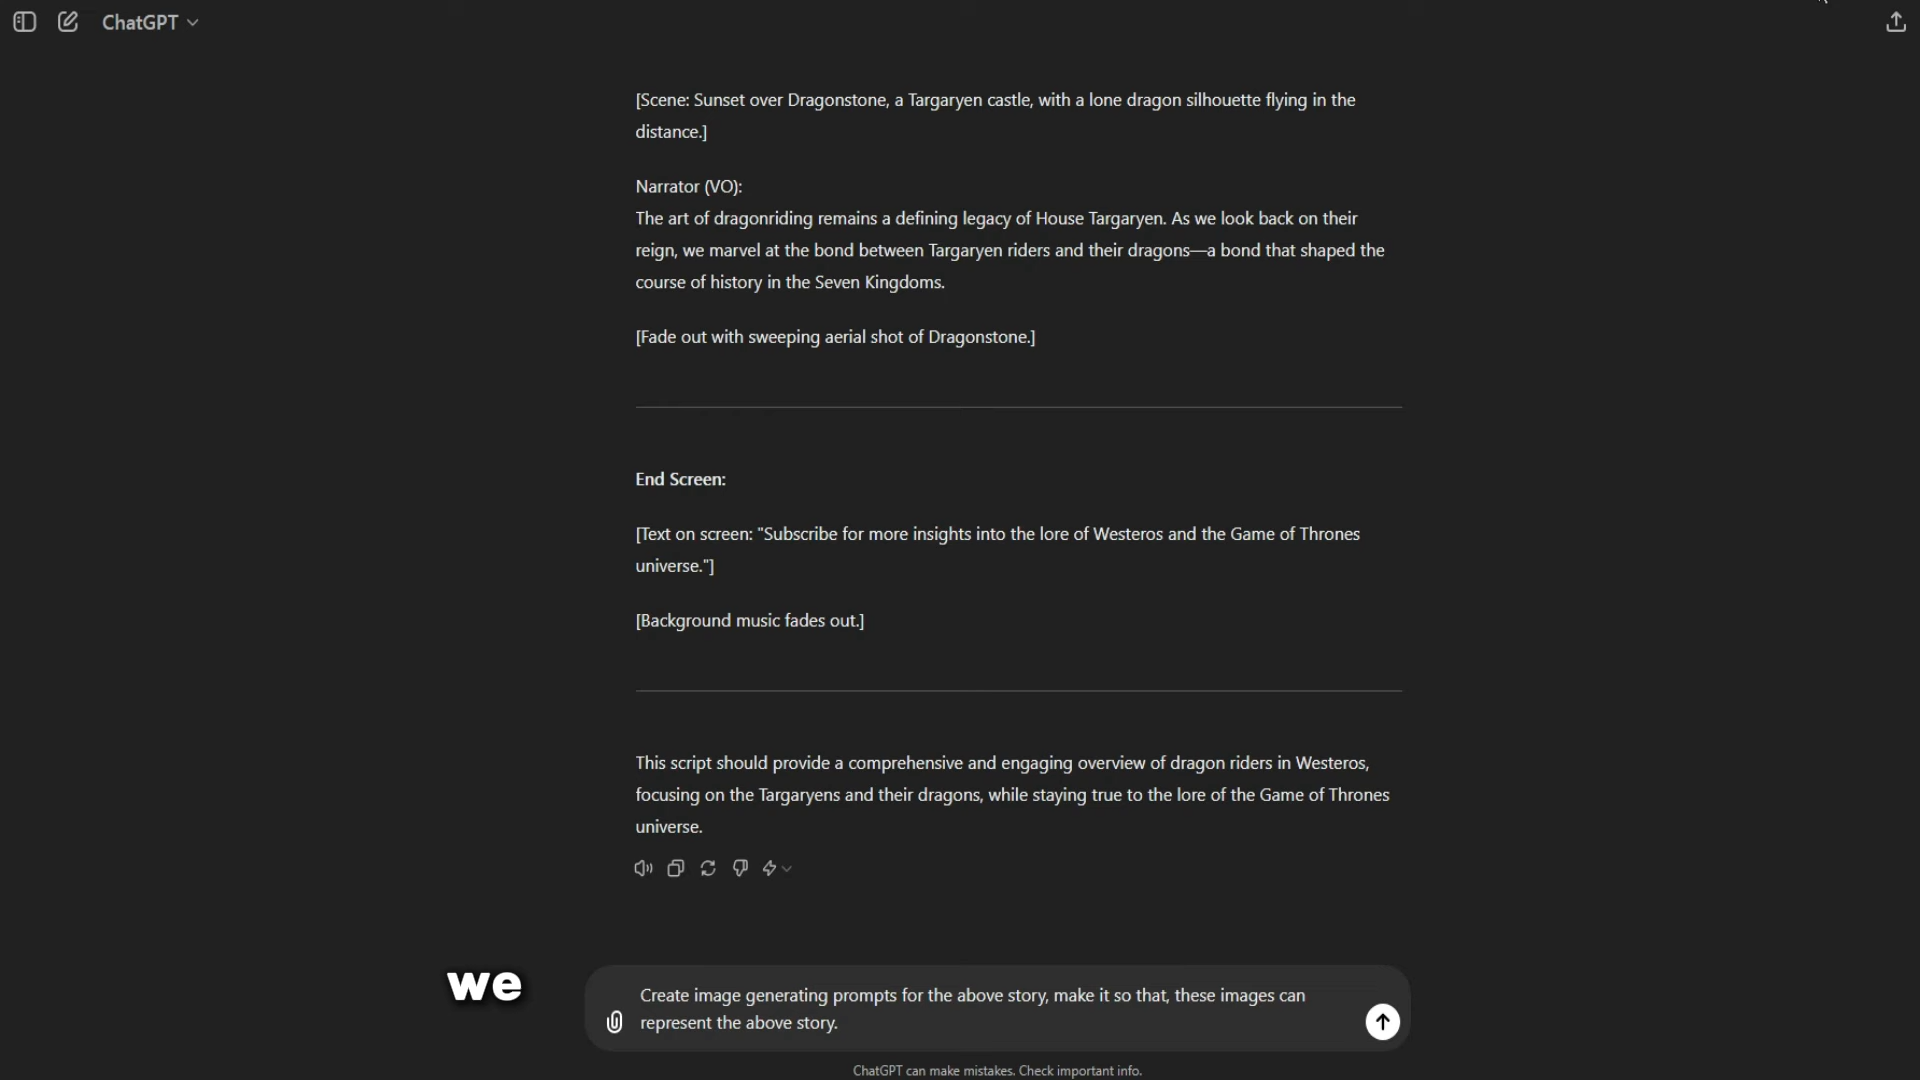 ChatGPT
[Scene: Sunset over Dragonstone, a Targaryen castle, with a lone dragon silhouette flying in the
distance.]
Narrator (VO):
The art of dragonriding remains a defining legacy of House Targaryen. As we look back on their
reign, we marvel at the bond between Targaryen riders and their dragons—a bond that shaped the
course of history in the Seven Kingdoms.
[Fade out with sweeping aerial shot of Dragonstone.]
End Screen:
[Text on screen: "Subscribe for more insights into the lore of Westeros and the Game of Thrones
universe."]
[Background music fades out.]
This script should provide a comprehensive and engaging overview of dragon riders in Westeros,
focusing on the Targaryens and their dragons, while staying true to the lore of the Game of Thrones
universe.
we
Create image generating prompts for the above story, make it so that, these images can
represent the above story.
ChatGPT can make mistakes. Check important info.